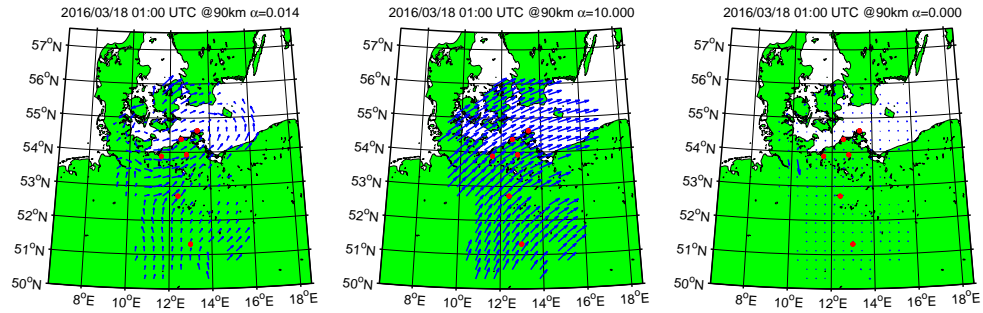 2016/03/18 01:00 UTC @90km α=0.014
57°N
56°N
55°N
54°N
53°N
52°N
51°N
50°N
8°E 10°E 12°E 14°E 16°E 18°E
2016/03/18 01:00 UTC @90km α=10.000
57°N
56°N
55°N
54°N
53°N
52°N
51°N
50°N
8°E 10°E 12°E 14°E 16°E 18°E
2016/03/18 01:00 UTC @90km α=0.000
57°N
56°N
55°N
54°N
53°N
52°N
51°N
50°N
8°E 10°E 12°E 14°E 16°E 18°E